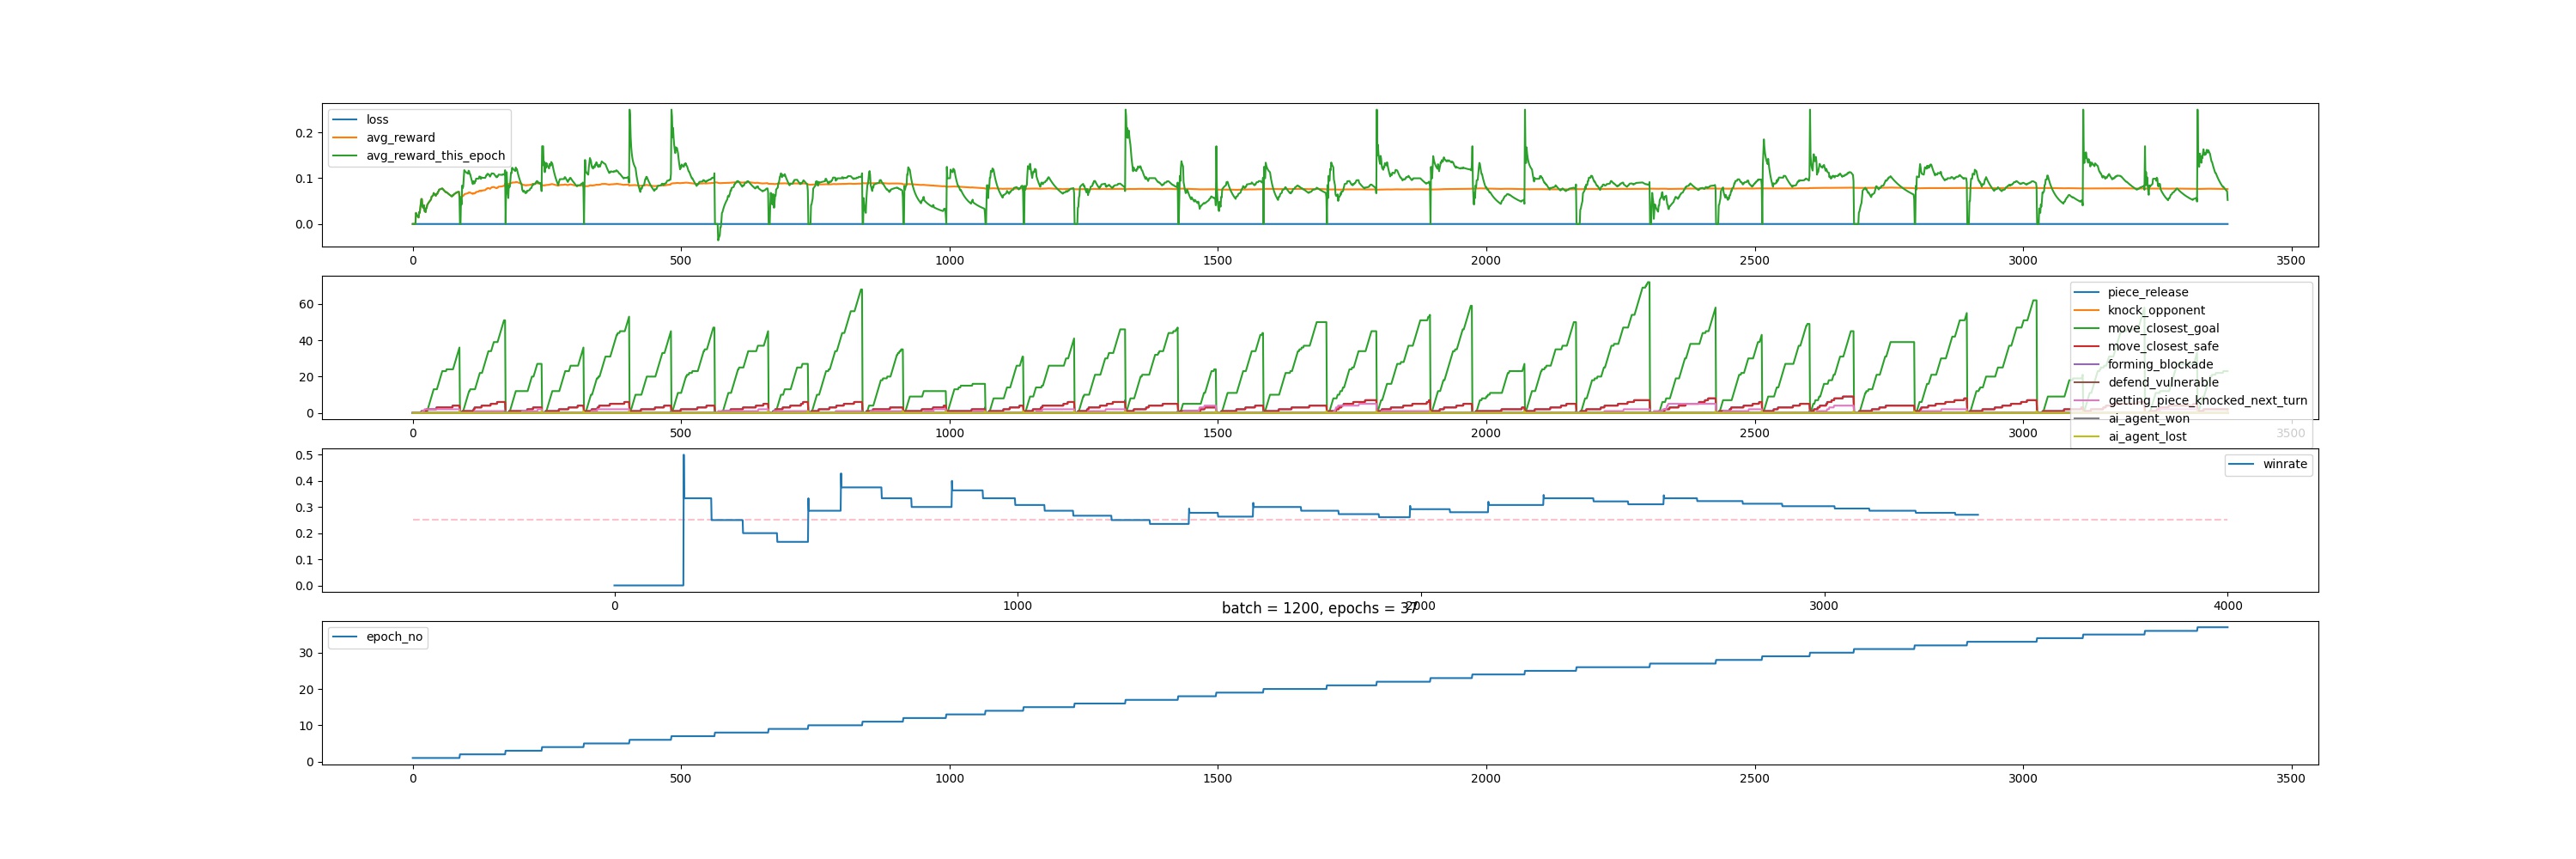 loss
avg_reward
avg_reward_this_epoch
0.2
0.1
0.0
0 500 1000 1500 2000 2500 3000 3500
piece_release
knock_opponent
move_closest_goal
move_closest_safe
forming_blockade
defend_vulnerable
getting_piece_knocked_next_turn
ai_agent_won
ai_agent_lost
60
40
20
0
0 500 1000 1500 2000 2500 3000 3500
winrate
0.5
0.4
0.3
0.2
0.1
0.0
0 1000 2000 3000 4000
batch = 1200, epochs = 37
epoch_no
30
20
10
0
0 500 1000 1500 2000 2500 3000 3500